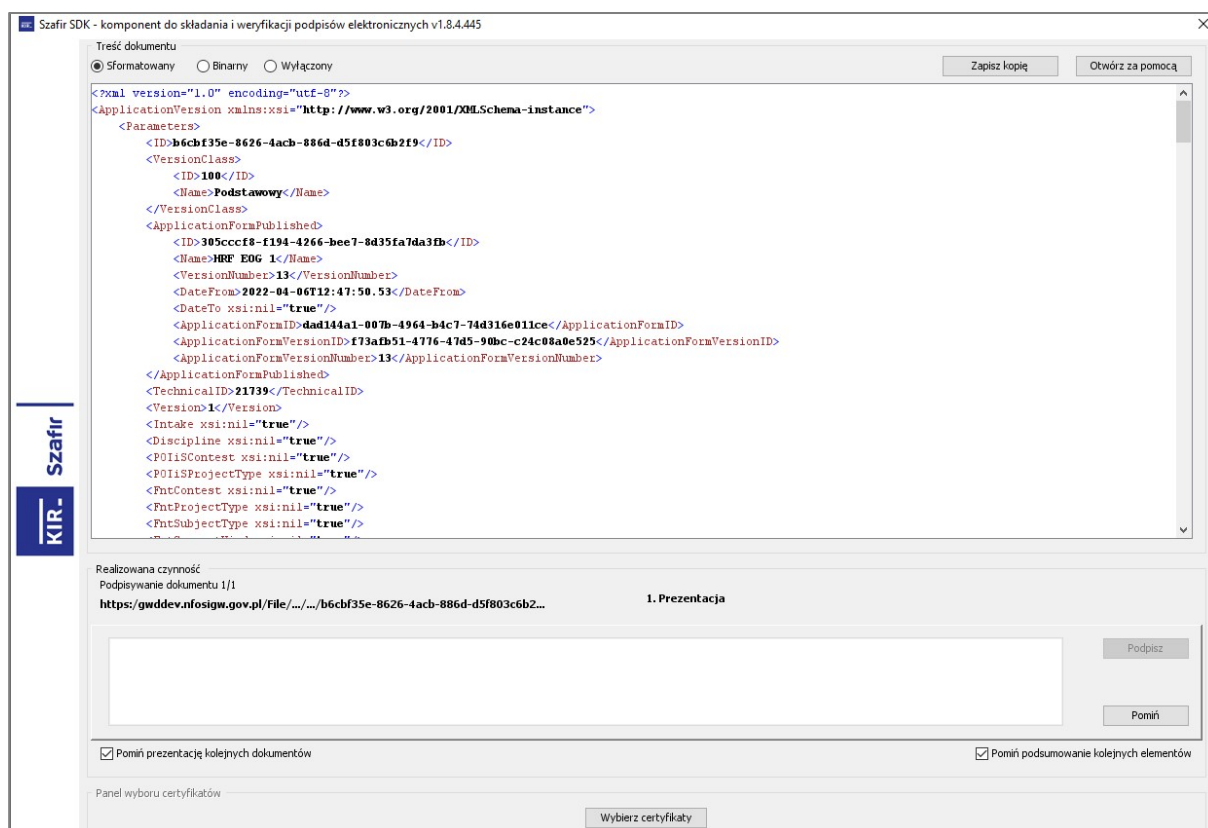 Szafir SDK - komponent do składania i weryfikacji podpisów elektronicznych v1.8.4.445
Treść dokumentu
Sformatowany Binarny Wyłączony Zapisz kopię Otwórz za pomocą
<?xml version="1.0" encoding="utf-8"?>
<ApplicationVersion xmlns:xsi="http://www.w3.org/2001/XMLSchema-instance">
<Parameters>
<ID>b6cbf35e-8626-4acb-886d-d5f803c6b2f9</ID>
<VersionClass>
<ID>100</ID>
<Name>Podstawowy</Name>
</VersionClass>
<ApplicationFormPublished>
<ID>305cccf8-f194-4266-bee7-8d35fa7da3fb</ID>
<Name>HRF EOG 1</Name>
<VersionNumber>13</VersionNumber>
<DateFrom>2022-04-06T12:47:50.53</DateFrom>
<DateTo xsi:nil="true"/>
<ApplicationFormID>dad144a1-007b-4964-b4c7-74d316e011ce</ApplicationFormID>
<ApplicationFormVersionID>f73afb51-4776-47d5-90bc-c24c08a0e525</ApplicationFormVersionID>
<ApplicationFormVersionNumber>13</ApplicationFormVersionNumber>
</ApplicationFormPublished>
<TechnicalID>21739</TechnicalID>
<Version>1</Version>
<Intake xsi:nil="true"/>
<Discipline xsi:nil="true"/>
<POIiSContest xsi:nil="true"/>
<POIiSProjectType xsi:nil="true"/>
<FntContest xsi:nil="true"/>
<FntProjectType xsi:nil="true"/>
<FntSubjectType xsi:nil="true"/>
KIR. Szafir
Realizowana czynność
Podpisywanie dokumentu 1/1
https:/gwddev.nfosigw.gov.pl/File/.../.../b6cbf35e-8626-4acb-886d-d5f803c6b2... 1. Prezentacja
Podpisz
Pomiń
Pomiń prezentację kolejnych dokumentów Pomiń podsumowanie kolejnych elementów
Panel wyboru certyfikatów
Wybierz certyfikaty